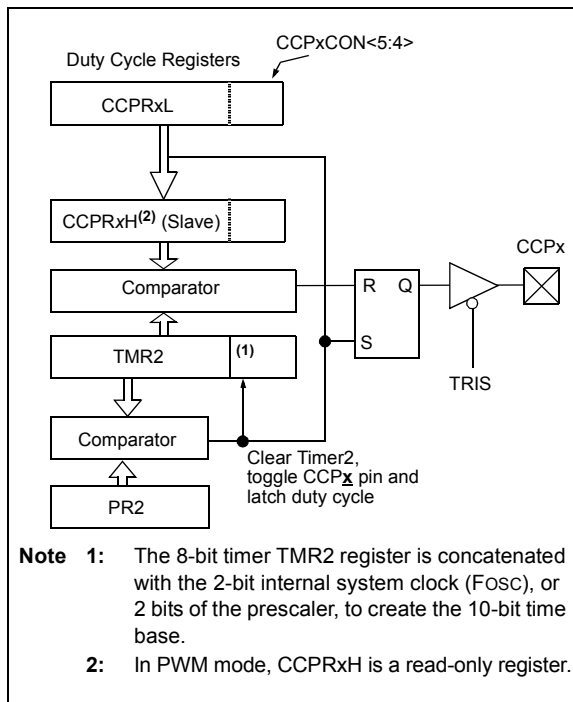 CCPxCON<5:4>
Duty Cycle Registers
CCPRxL
CCPRxH(2) (Slave)
CCPx
Comparator
R Q
S
TMR2 (1)
TRIS
Comparator
Clear Timer2,
toggle CCPx pin and
latch duty cycle
PR2
Note 1: The 8-bit timer TMR2 register is concatenated
with the 2-bit internal system clock (FOSC), or
2 bits of the prescaler, to create the 10-bit time
base.
2: In PWM mode, CCPRxH is a read-only register.